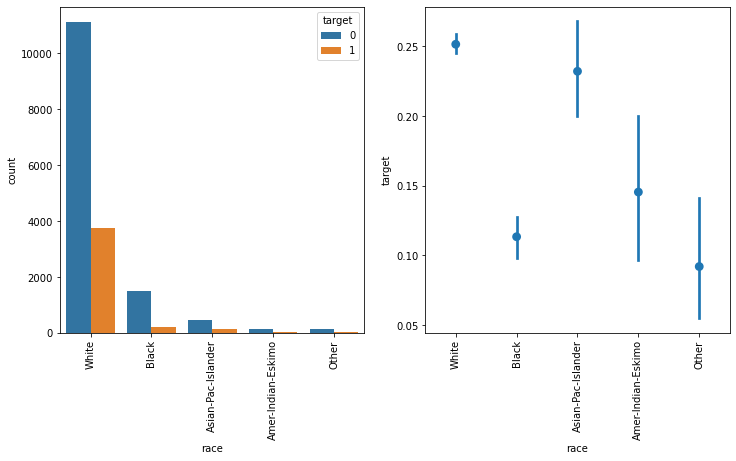 target
0
1
10000
8000
6000
4000
2000
0
count
White
Black
Asian-Pac-Islander
Amer-Indian-Eskimo
Other
race
0.25
0.20
0.15
0.10
0.05
target
White
Black
Asian-Pac-Islander
Amer-Indian-Eskimo
Other
race